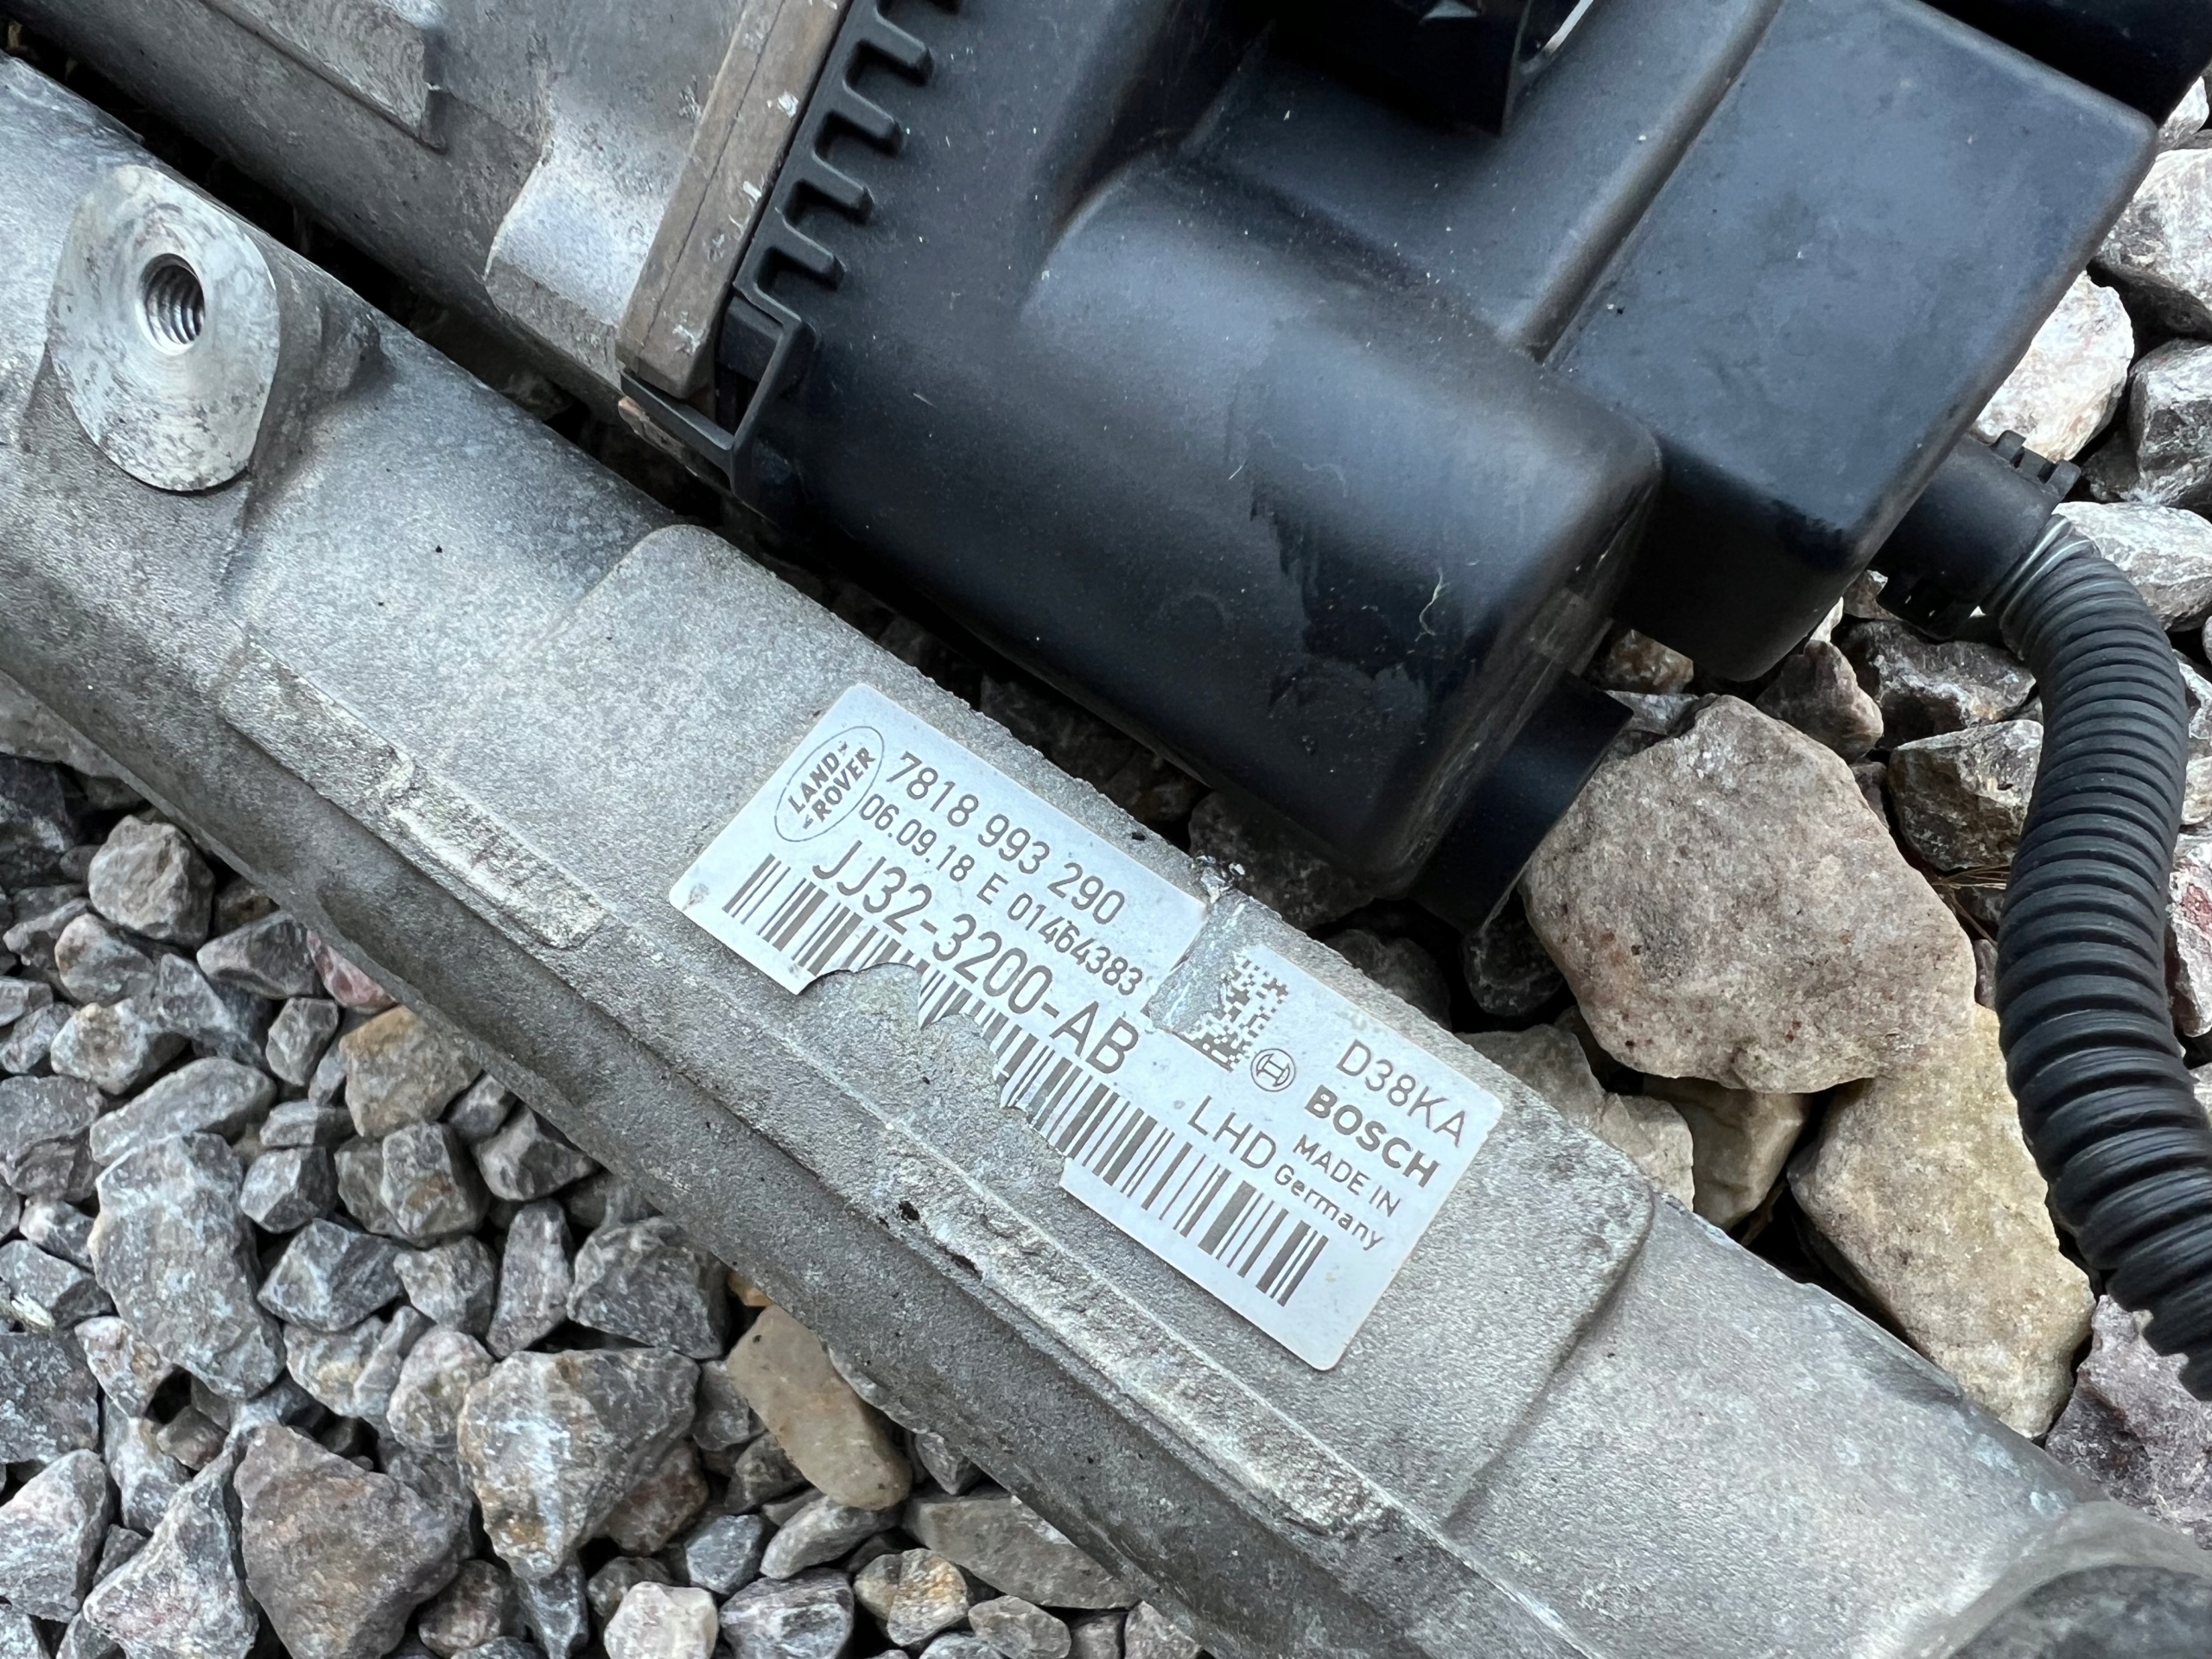 LAND
ROVER
7818 993 290
06.09.18 E 01464383
JJ32-3200-AB
LHD
D38KA
BOSCH
MADE IN
Germany